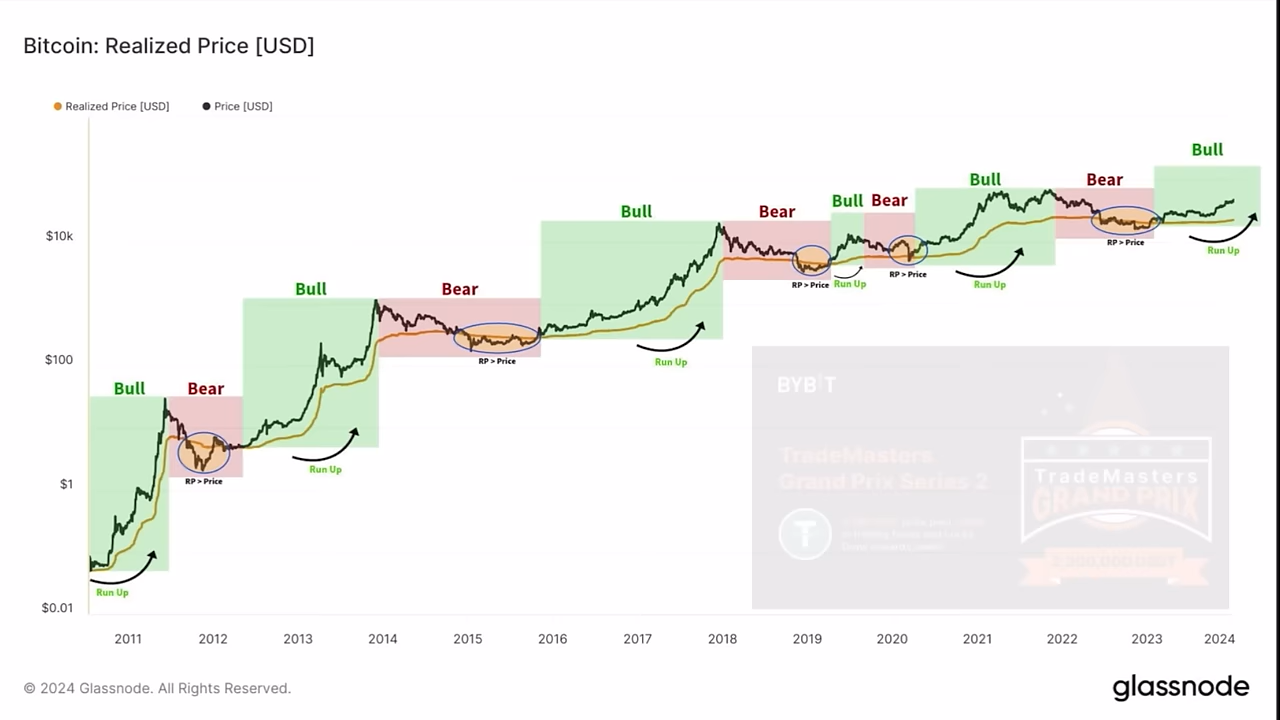 Bitcoin: Realized Price [USD]
Realized Price [USD] Price [USD]
Bull
Bull Bear
Bull Bull Bear
Bear
$10k
RP > Price
RP > Price Run Up
RP > Price Run Up Run Up
Bull Bear
$100
RP > Price Run Up
Bull Bear
BYBIT
TradeMasters
Grand Prix Series 2
TradeMasters
GRAND PRIX
Run Up
$1
RP > Price
Run Up
$0.01
2011 2012 2013 2014 2015 2016 2017 2018 2019 2020 2021 2022 2023 2024
© 2024 Glassnode. All Rights Reserved.
glassnode